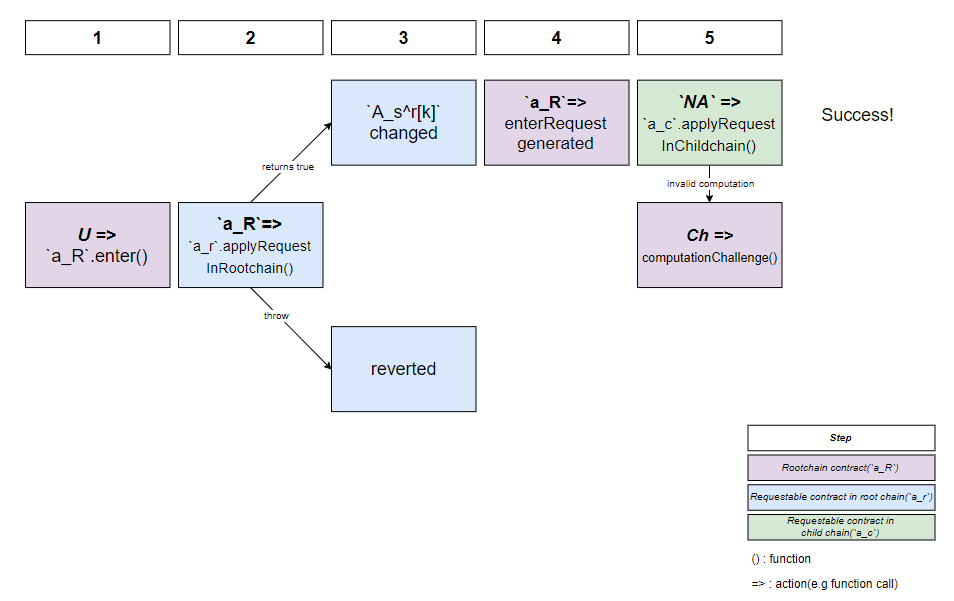 1
2
3
4
5
`A_s^r[k]`
changed
`a_R`=>
enterRequest
generated
`NA` =>
`a_c`.applyRequest
InChildchain()
Success!
returns true
invalid computation
U =>
`a_R`.enter()
`a_R`=>
`a_r`.applyRequest
InRootchain()
Ch =>
computationChallenge()
throw
reverted
Step
Rootchain contract(`a_R`)
Requestable contract in root chain(`a_r`)
Requestable contract in
child chain(`a_c`)
() : function
=> : action(e.g function call)